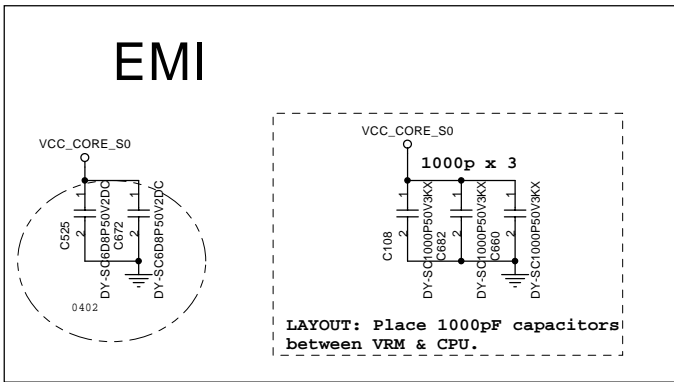 EMI
VCC_CORE_S0
1
1
2
2
C525
DY-SC6D8P50V2DC
C672
DY-SC6D8P50V2DC
0402
VCC_CORE_S0
1000p x 3
1
1
1
2
2
2
C108
DY-SC1000P50V3KX
C682
DY-SC1000P50V3KX
C660
DY-SC1000P50V3KX
LAYOUT: Place 1000pF capacitors
between VRM & CPU.